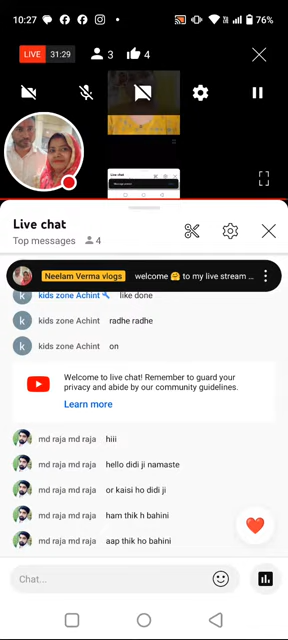 10:27
76%
LIVE 31:29 3 4
Live chat
Top messages 4
Neelam Verma vlogs welcome 🤗 to my live stream ...
kids zone Achint like done
kids zone Achint radhe radhe
kids zone Achint on
Welcome to live chat! Remember to guard your
privacy and abide by our community guidelines.
Learn more
md raja md raja hiii
md raja md raja hello didi ji namaste
md raja md raja or kaisi ho didi ji
md raja md raja ham thik h bahini
md raja md raja aap thik ho bahini
Chat...